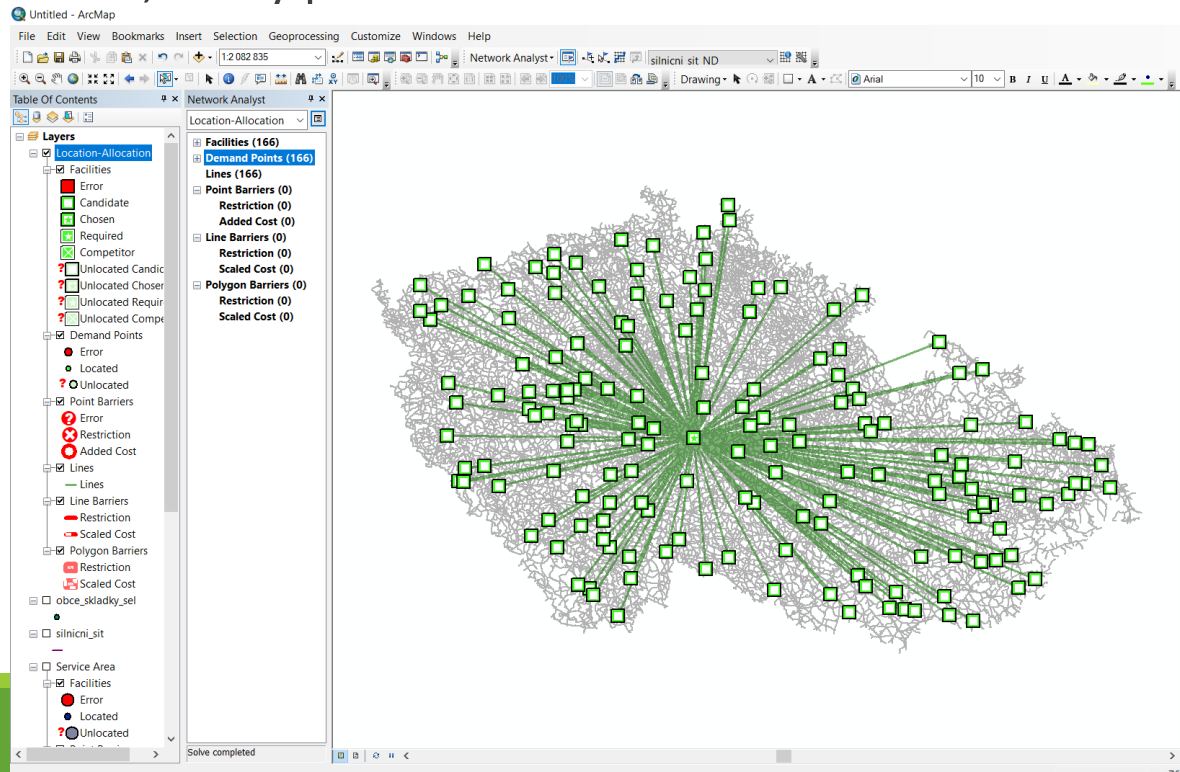 Untitled - ArcMap
File Edit View Bookmarks Insert Selection Geoprocessing Customize Windows Help
1:2 082 835
Network Analyst
silnicni_sit_ND
Drawing
Arial
10
B I U A
Table Of Contents
Layers
Location-Allocation
Facilities
Error
Candidate
Chosen
Required
Competitor
Unlocated Candic
Unlocated Choser
Unlocated Requir
Unlocated Compe
Demand Points
Error
Located
Unlocated
Point Barriers
Error
Restriction
Added Cost
Lines
Lines
Line Barriers
Restriction
Scaled Cost
Polygon Barriers
Restriction
Scaled Cost
obce_skladky_sel
silnicni_sit
Service Area
Facilities
Error
Located
Unlocated
Network Analyst
Location-Allocation
Facilities (166)
Demand Points (166)
Lines (166)
Point Barriers (0)
Restriction (0)
Added Cost (0)
Line Barriers (0)
Restriction (0)
Scaled Cost (0)
Polygon Barriers (0)
Restriction (0)
Scaled Cost (0)
Solve completed